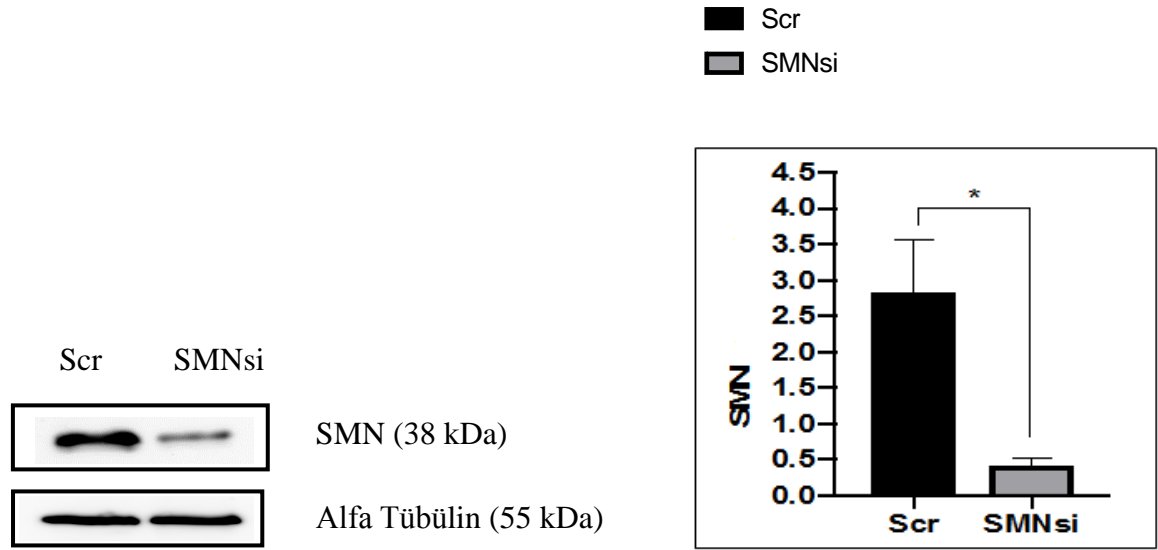 Scr
SMNsi
Scr SMNsi
SMN (38 kDa)
Alfa Tübülin (55 kDa)
4.5
4.0
3.5
3.0
2.5
2.0
1.5
1.0
0.5
0.0
SMN
*
Scr SMNsi